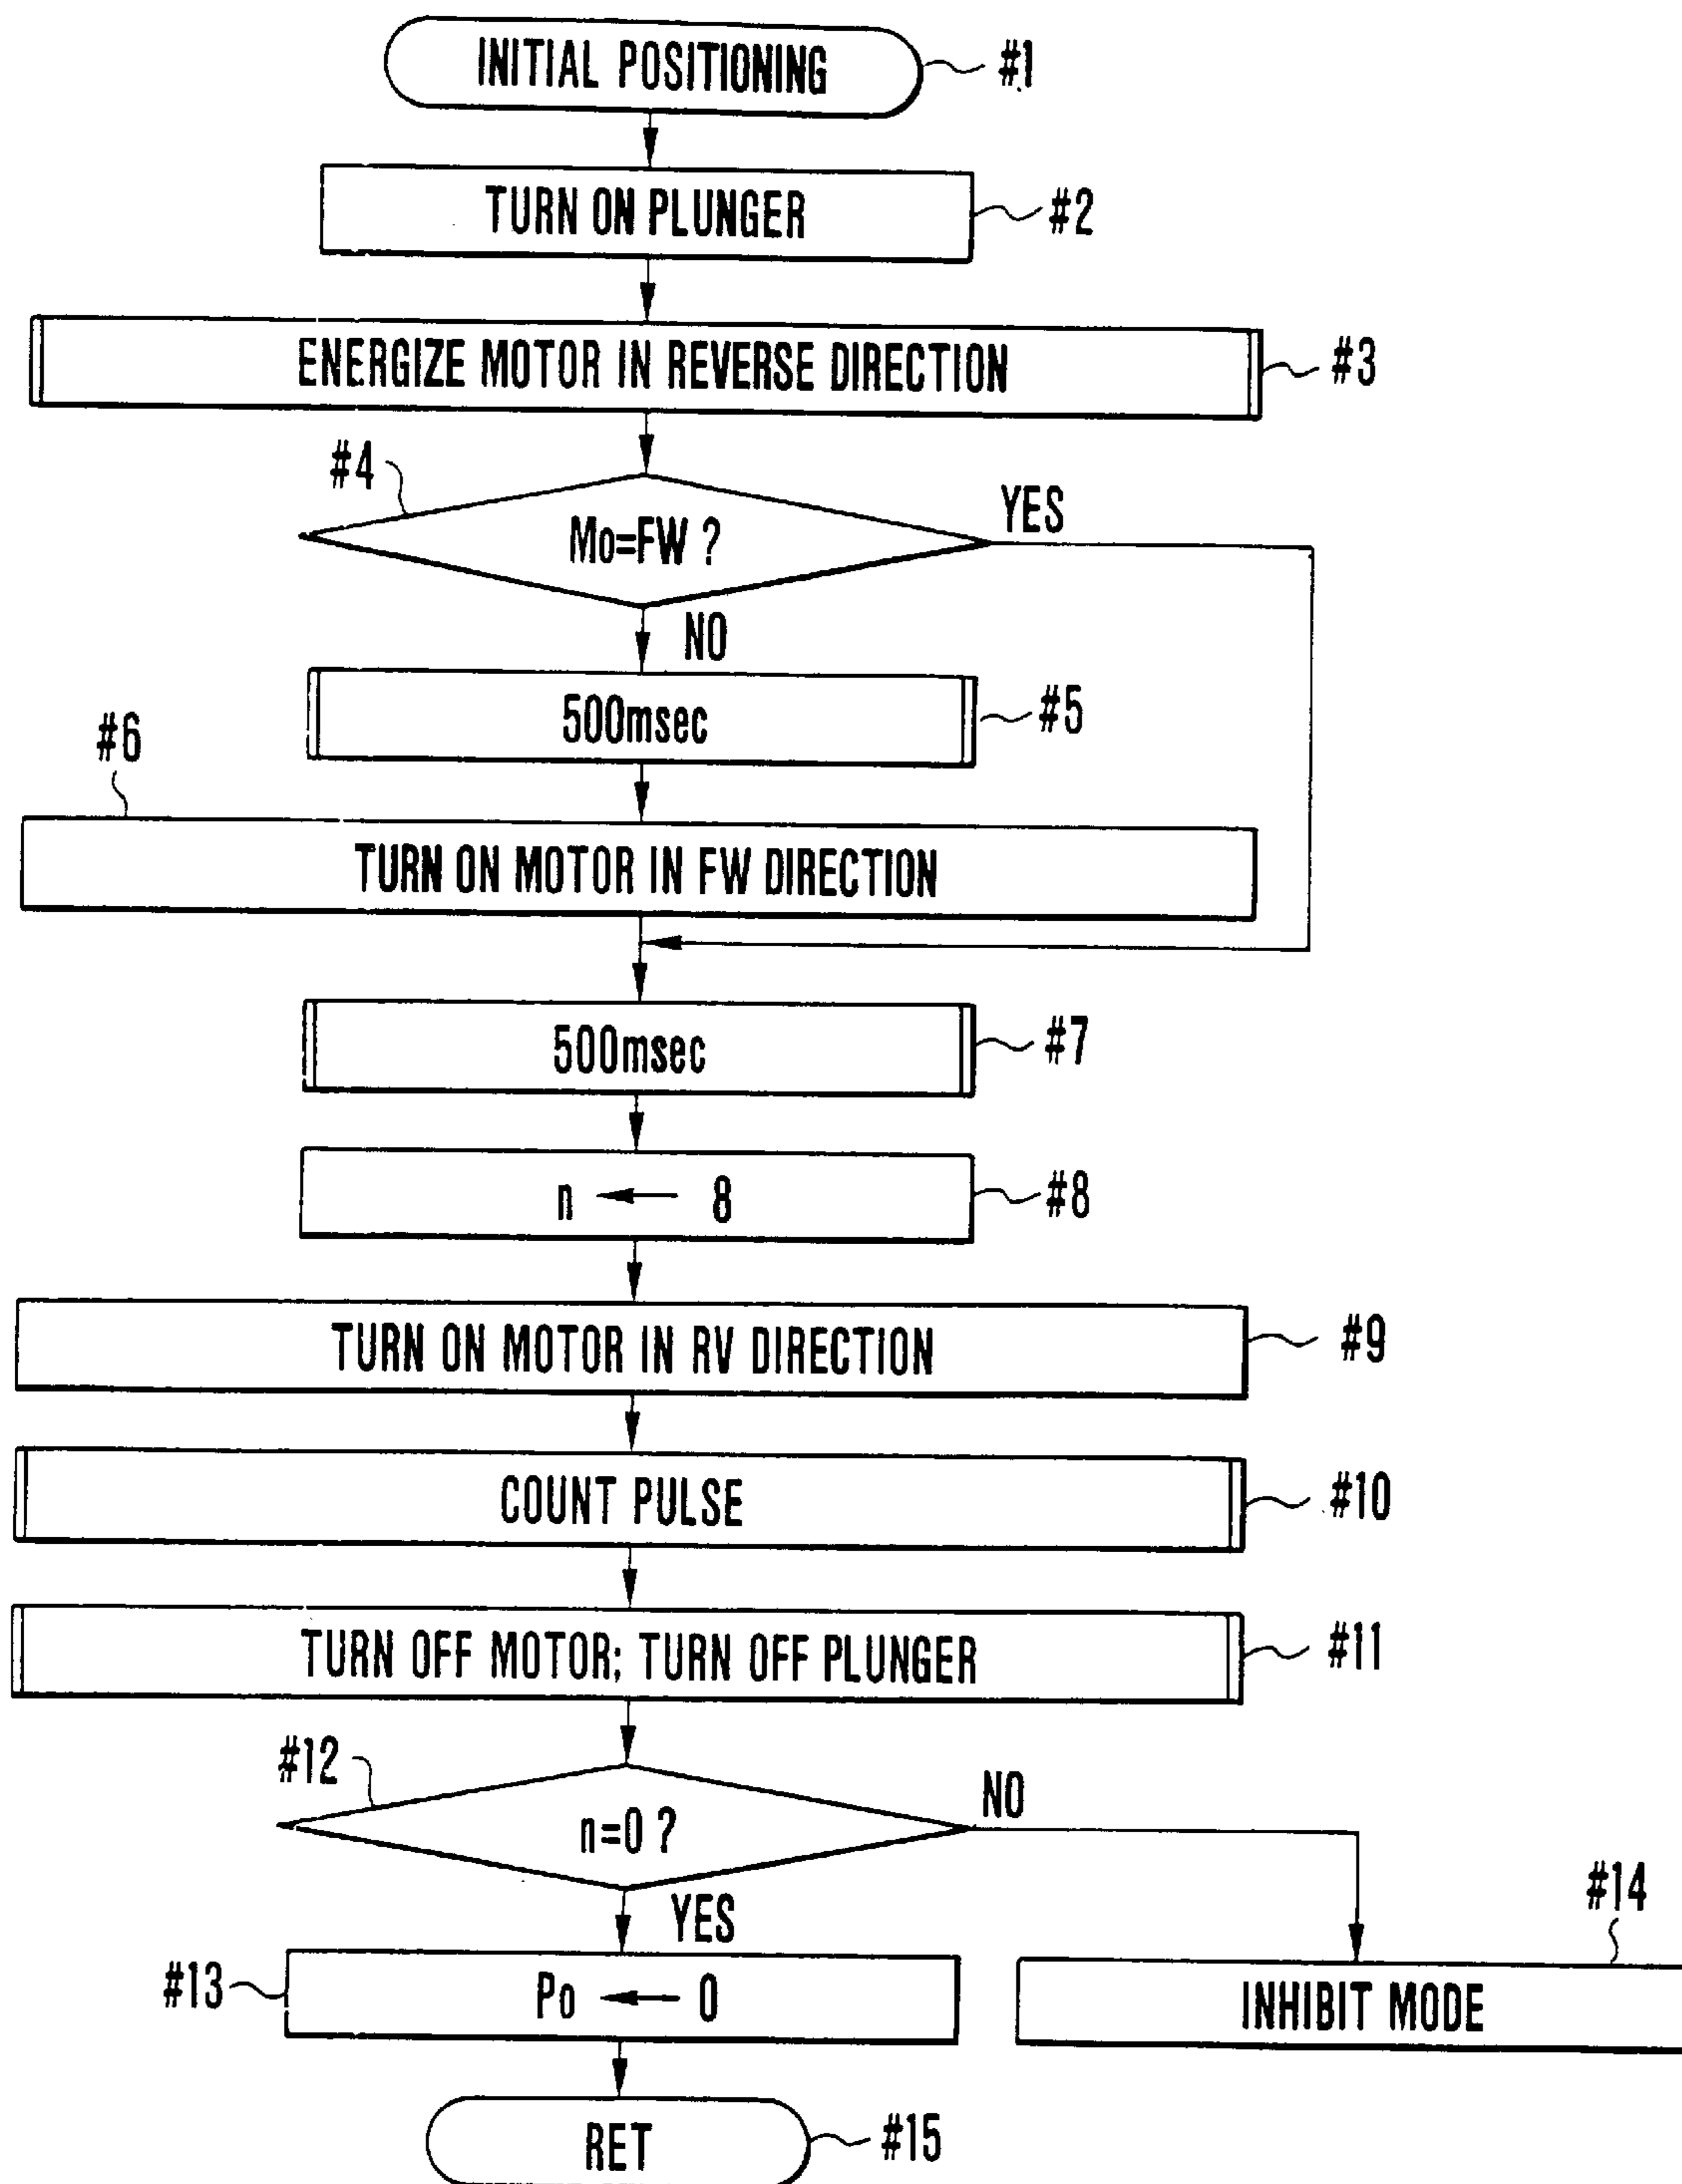 INITIAL POSITIONING #1
TURN ON PLUNGER #2
ENERGIZE MOTOR IN REVERSE DIRECTION #3
#4
Mo=FW ? YES
NO
500msec #5
#6
TURN ON MOTOR IN FW DIRECTION
500msec #7
n ← 8 #8
TURN ON MOTOR IN RV DIRECTION #9
COUNT PULSE #10
TURN OFF MOTOR; TURN OFF PLUNGER #11
#12
n=0 ? NO
YES
#14
#13 Po ← 0
INHIBIT MODE
RET #15